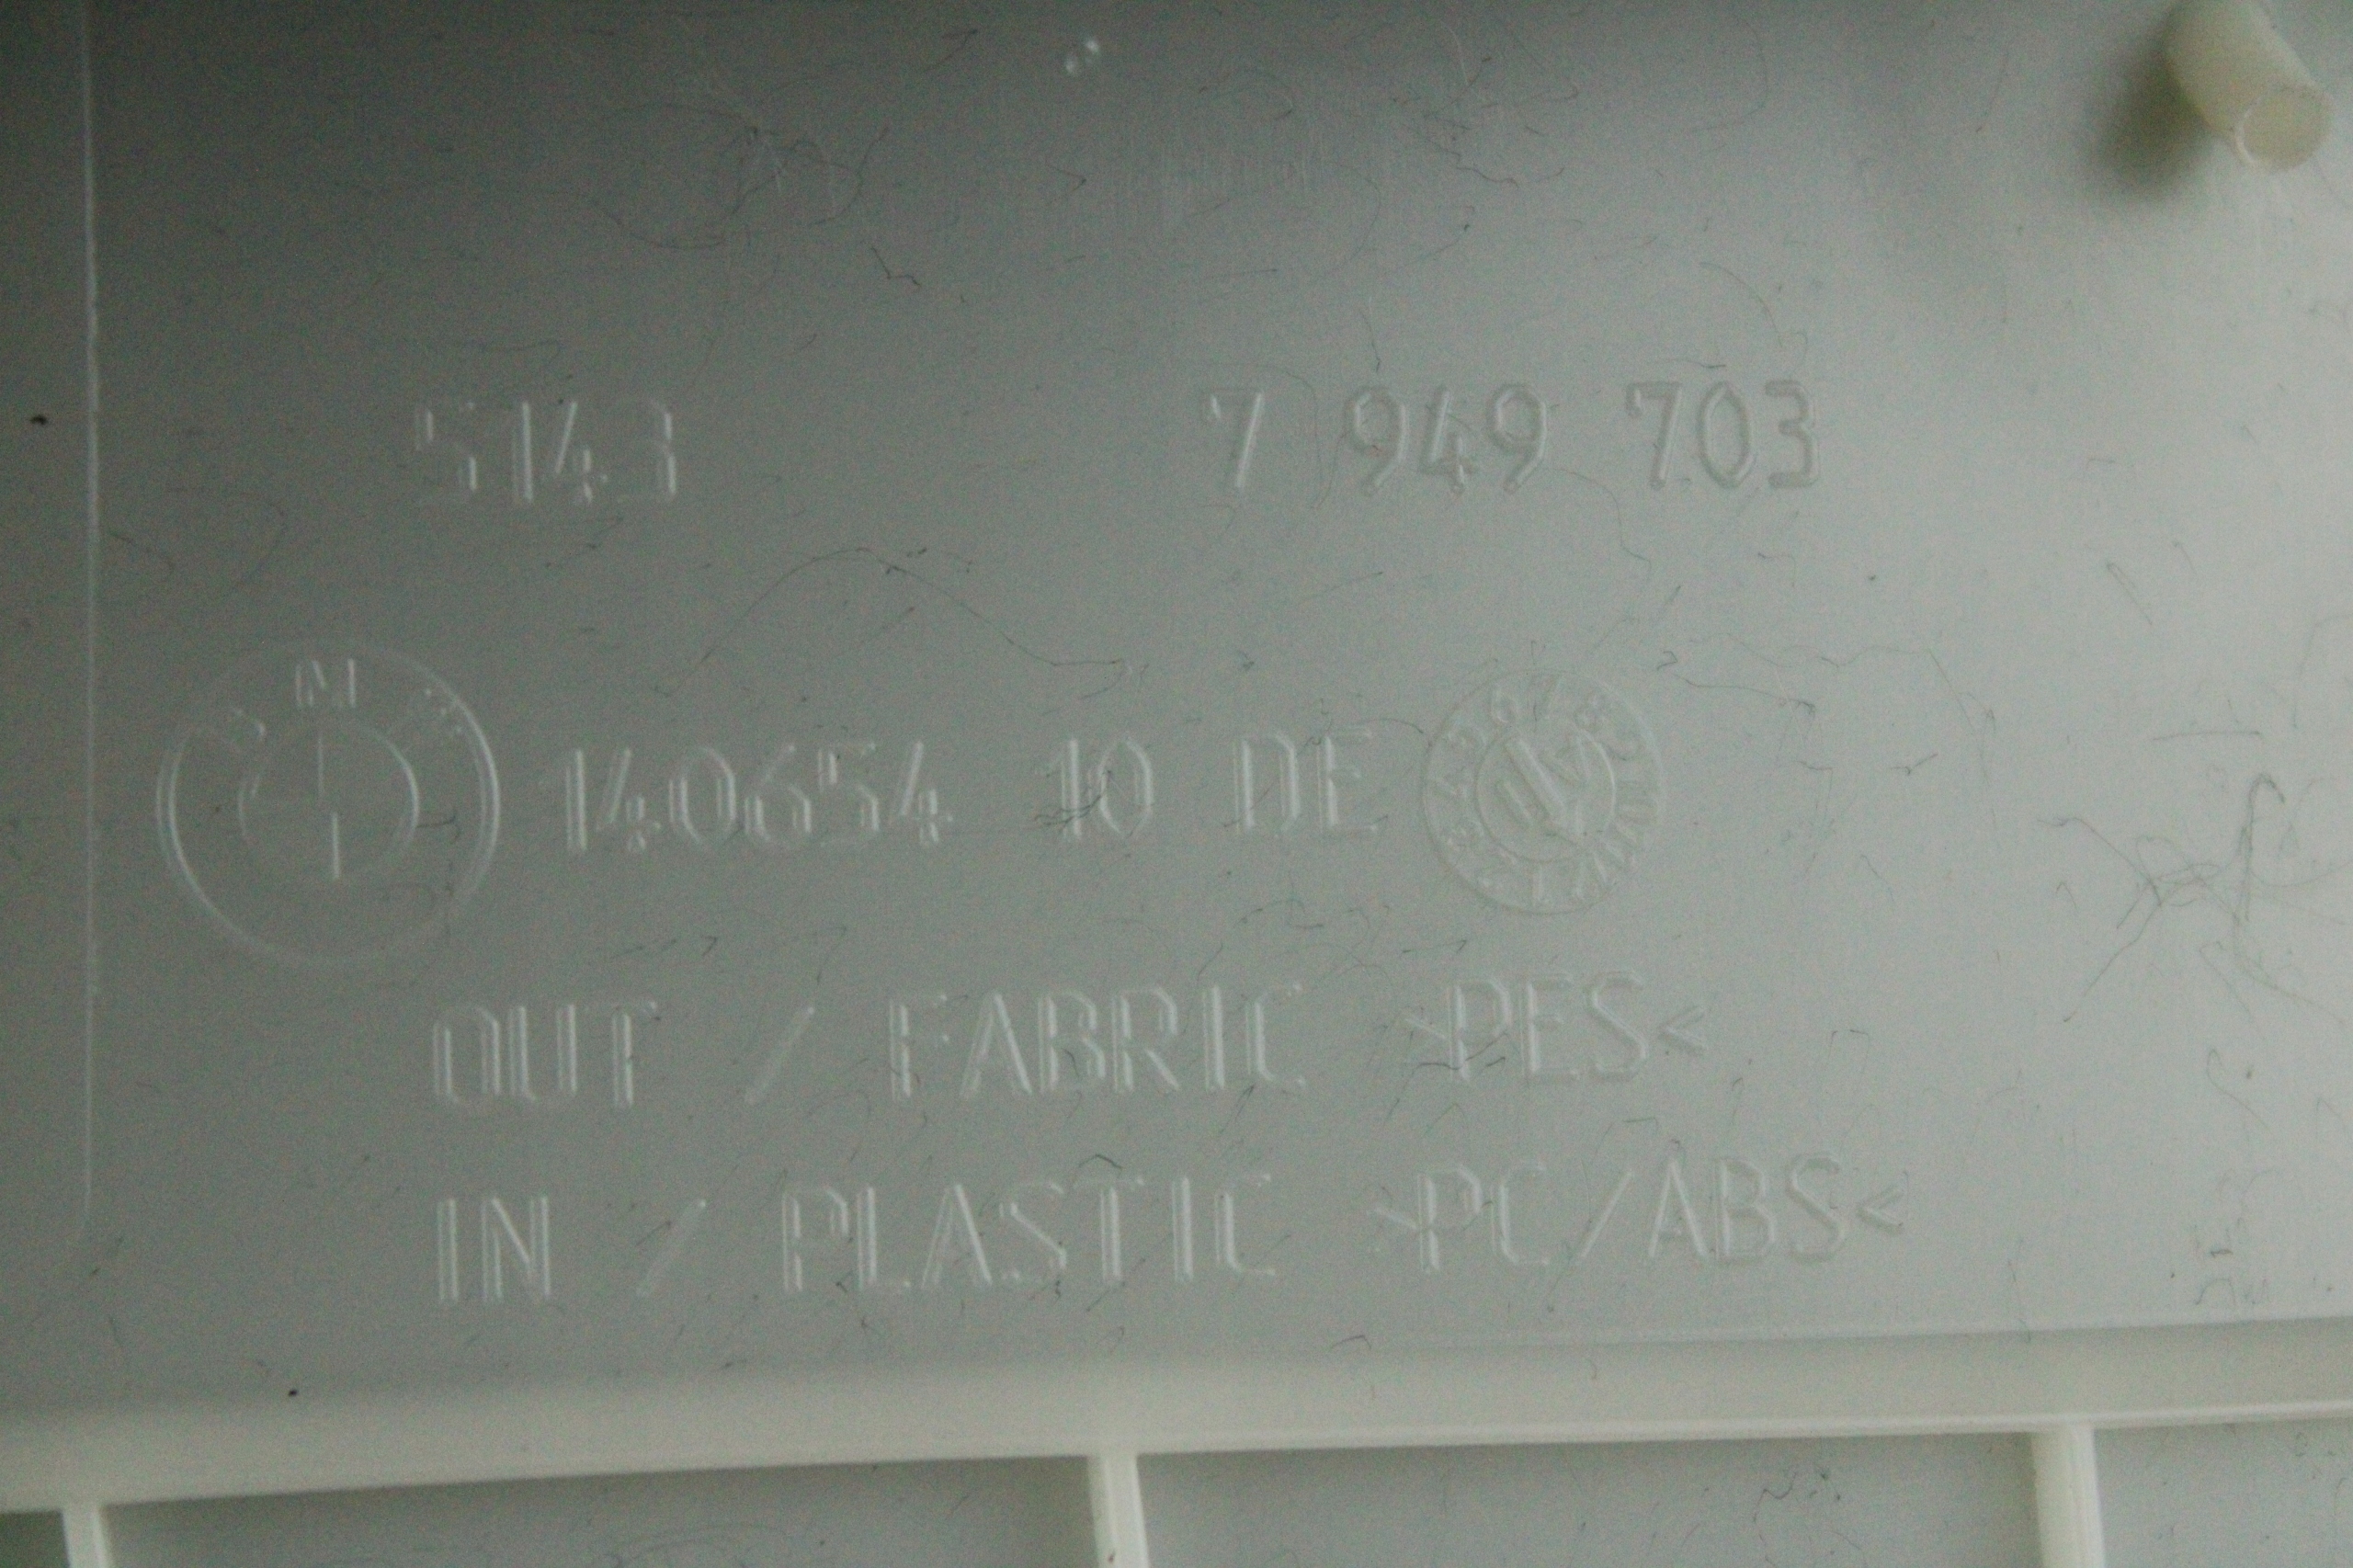 5143 7 949 703
140654 10 DE
OUT / FABRIC >PES<
IN / PLASTIC >PC/ABS<